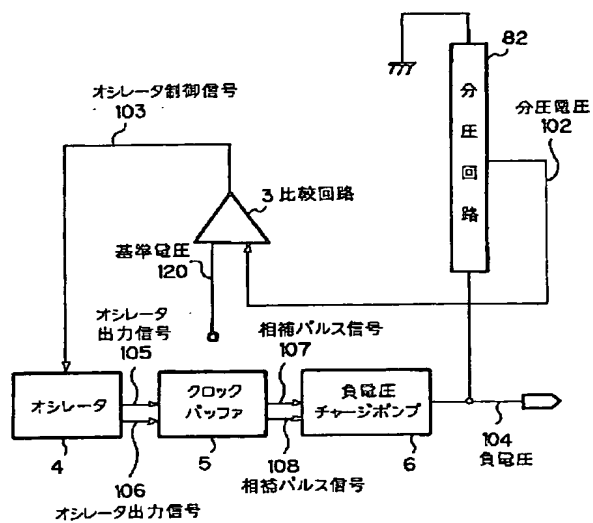 82
オシレータ制御信号
103
分圧回路
分圧電圧
102
3 比較回路
基準電圧
120
オシレータ
出力信号
105
相補パルス信号
107
オシレータ
クロック
バッファ
負電圧
チャージポンプ
4
5
6
104
負電圧
106
オシレータ出力信号
108
相補パルス信号